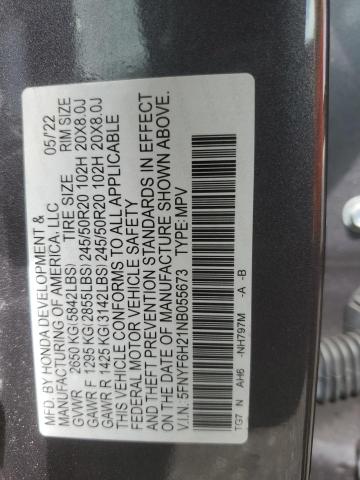 MFD. BY HONDA DEVELOPMENT &
MANUFACTURING OF AMERICA, LLC 05/'22
TIRE SIZE RIM SIZE
GVWR 2650 KG(5842LBS)
GAWR F 1295 KG(2855LBS) 245/50R20 102H 20X8.0J
GAWR R 1425 KG(3142LBS) 245/50R20 102H 20X8.0J
THIS VEHICLE CONFORMS TO ALL APPLICABLE
FEDERAL MOTOR VEHICLE SAFETY
AND THEFT PREVENTION STANDARDS IN EFFECT
ON THE DATE OF MANUFACTURE SHOWN ABOVE.
V.I.N.: 5FNYF6H21NB055673 TYPE: MPV
TG7 N AH6 -NH797M -A -B